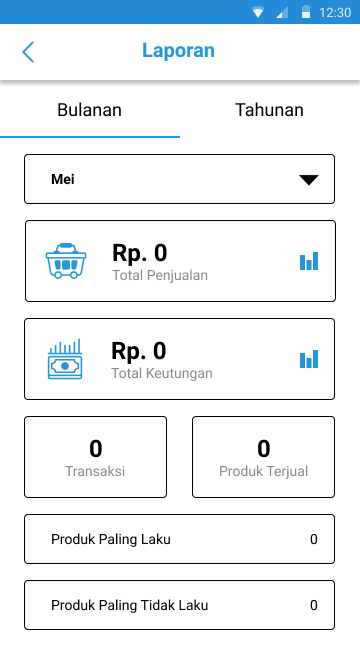 12:30
Laporan
Bulanan
Tahunan
Mei
Rp. 0
Total Penjualan
Rp. 0
Total Keutungan
0
Transaksi
0
Produk Terjual
Produk Paling Laku 0
Produk Paling Tidak Laku 0